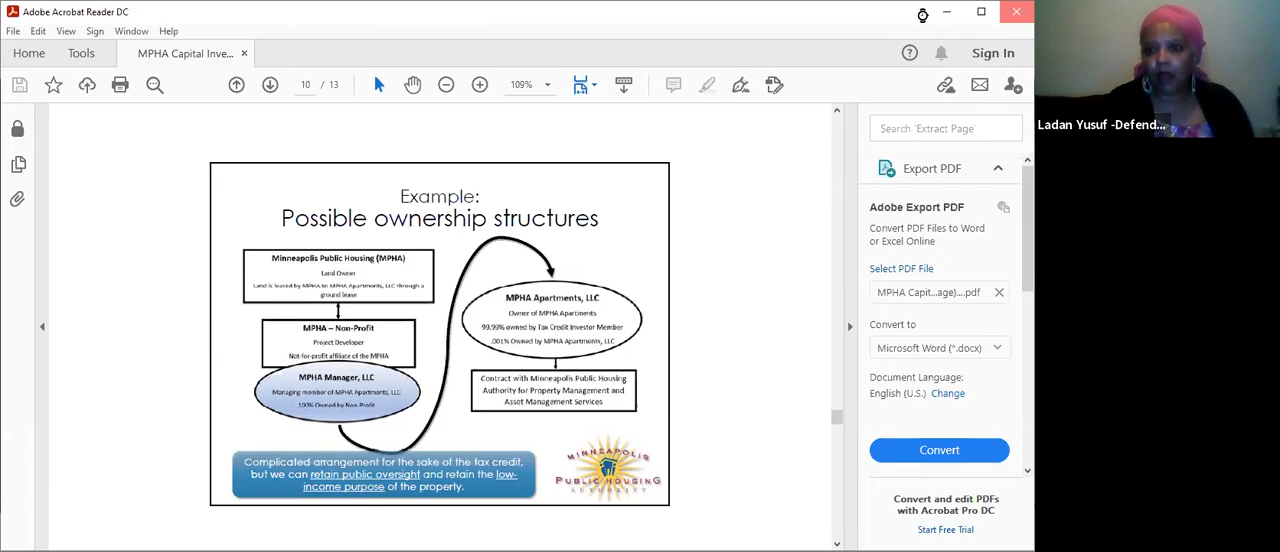 Adobe Acrobat Reader DC
File Edit View Sign Window Help
Home Tools MPHA Capital Inve... × Sign In
10 / 13 109%
Example:
Possible ownership structures
Minneapolis Public Housing (MPHA)
Land Owner
Land is leased by MPHA to MPHA Apartments, LLC through a
ground lease
MPHA – Non-Profit
Project Developer
Not-for-profit affiliate of the MPHA
MPHA Manager, LLC
Managing member of MPHA Apartments, LLC
100% Owned by Non-Profit
MPHA Apartments, LLC
Owner of MPHA Apartments
99.99% owned by Tax Credit Investor Member
.001% Owned by MPHA Apartments, LLC
Contract with Minneapolis Public Housing
Authority for Property Management and
Asset Management Services
Complicated arrangement for the sake of the tax credit,
but we can retain public oversight and retain the low-
income purpose of the property.
MINNEAPOLIS
PUBLIC HOUSING
AUTHORITY
Search 'Extract Page'
Export PDF
Adobe Export PDF
Convert PDF Files to Word
or Excel Online
Select PDF File
MPHA Capit...age)....pdf ×
Convert to
Microsoft Word (*.docx)
Document Language:
English (U.S.) Change
Convert
Convert and edit PDFs
with Acrobat Pro DC
Start Free Trial
Ladan Yusuf -Defend...